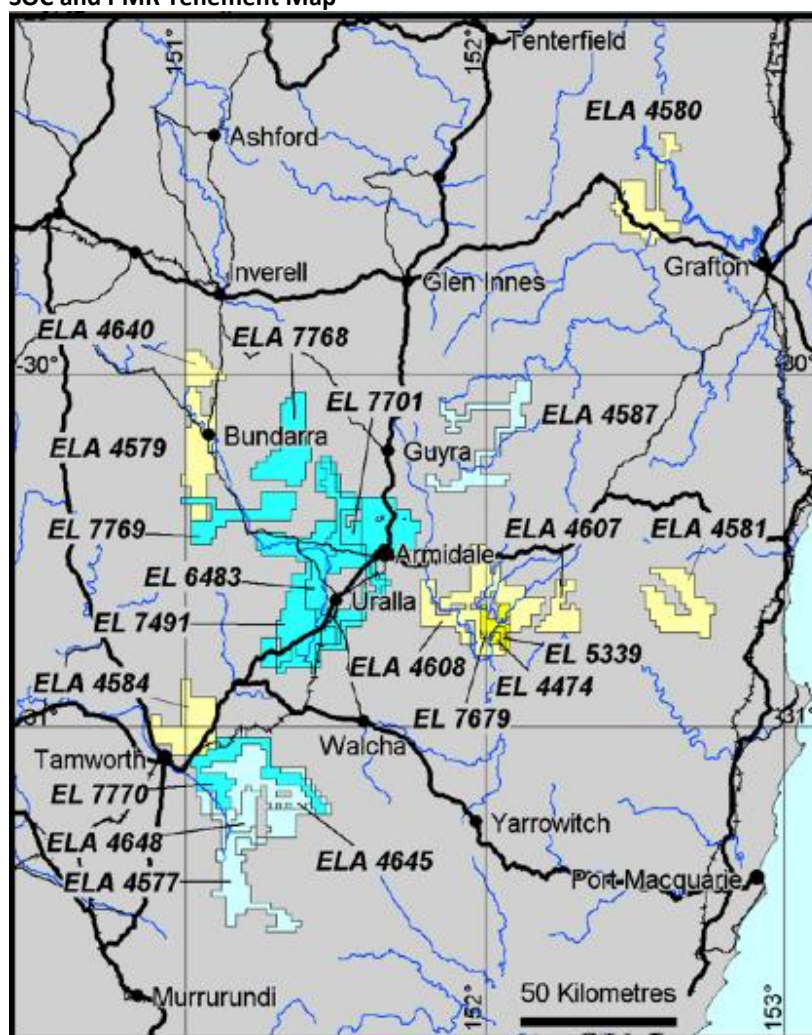 SOC and PMR Tenement Map
151°
152°
153°
Tenterfield
ELA 4580
Ashford
Grafton
Inverell
Glen Innes
ELA 4640
ELA 7768
-30°
-30°
EL 7701
ELA 4587
ELA 4579
Bundarra
Guyra
ELA 4607
ELA 4581
EL 7769
Armidale
EL 6483
Uralla
EL 7491
EL 5339
ELA 4608
EL 4474
ELA 4584
EL 7679
-31°
-31°
Walcha
Tamworth
EL 7770
Yarrowitch
ELA 4648
ELA 4645
ELA 4577
Port Macquarie
Murrurundi
50 Kilometres
151°
152°
153°